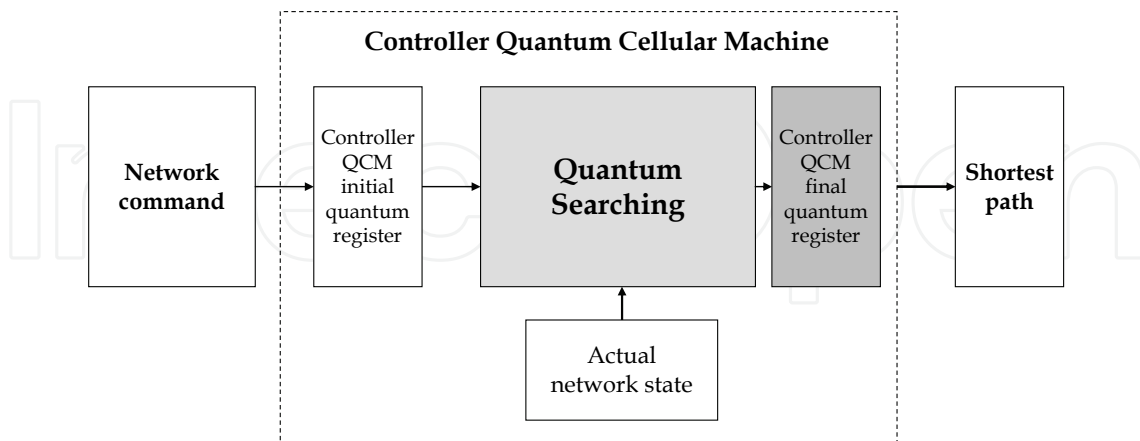 Controller Quantum Cellular Machine
Network
command
Controller
QCM
initial
quantum
register
Quantum
Searching
Controller
QCM
final
quantum
register
Shortest
path
Actual
network state